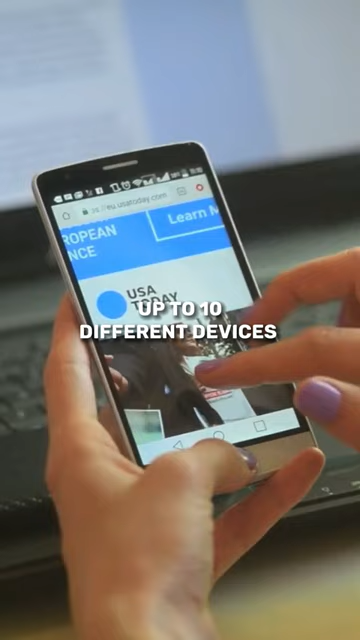 eu.usatoday.com
ROPEAN
NCE
Learn M
USA
TODAY
UP TO 10
DIFFERENT DEVICES